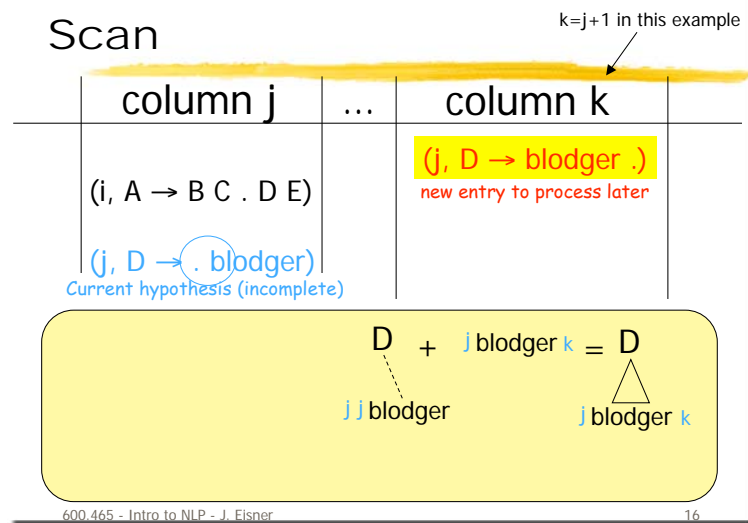 k=j+1 in this example
Scan
column j ... column k
(j, D → blodger .)
new entry to process later
(i, A → B C . D E)
(j, D → . blodger)
Current hypothesis (incomplete)
D + j blodger k = D
j j blodger j blodger k
600.465 - Intro to NLP - J. Eisner 16